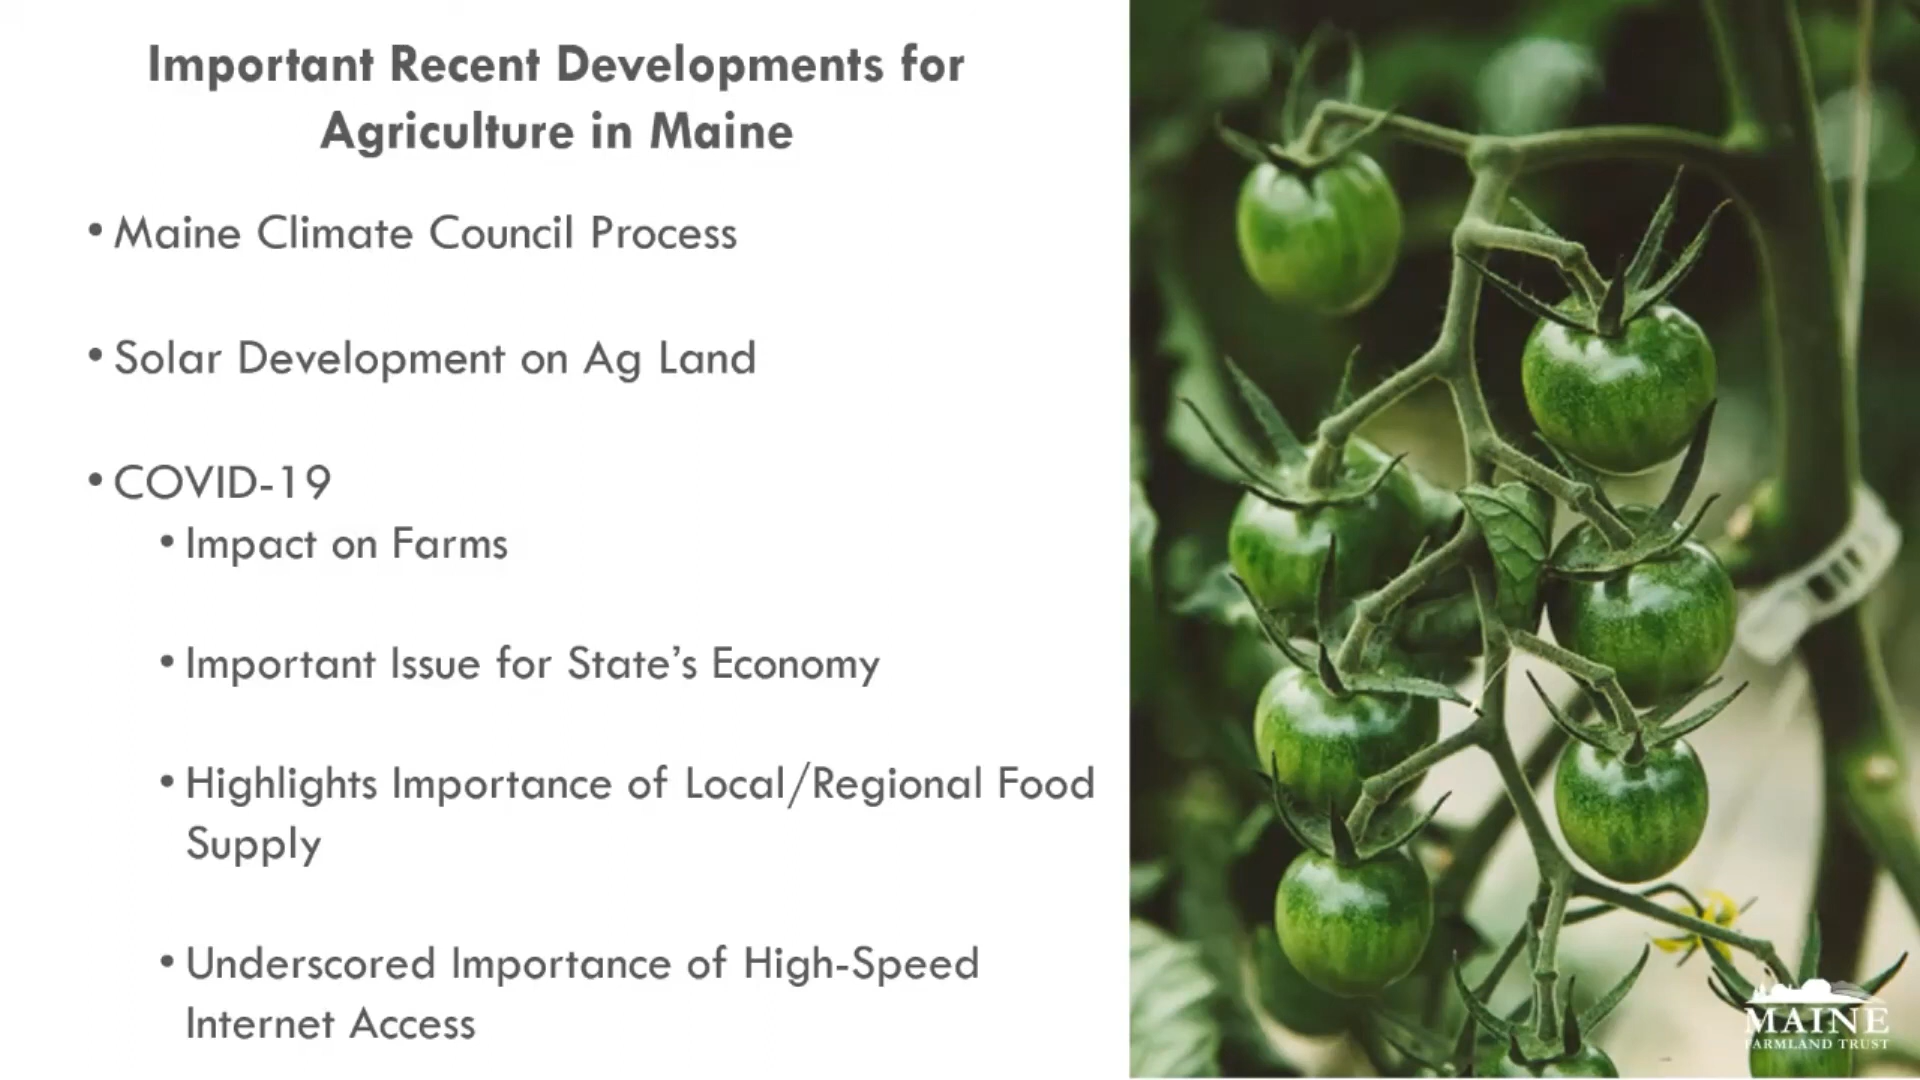 Important Recent Developments for
Agriculture in Maine
• Maine Climate Council Process
• Solar Development on Ag Land
• COVID-19
• Impact on Farms
• Important Issue for State’s Economy
• Highlights Importance of Local/Regional Food
Supply
• Underscored Importance of High-Speed
Internet Access
MAINE
FARMLAND TRUST